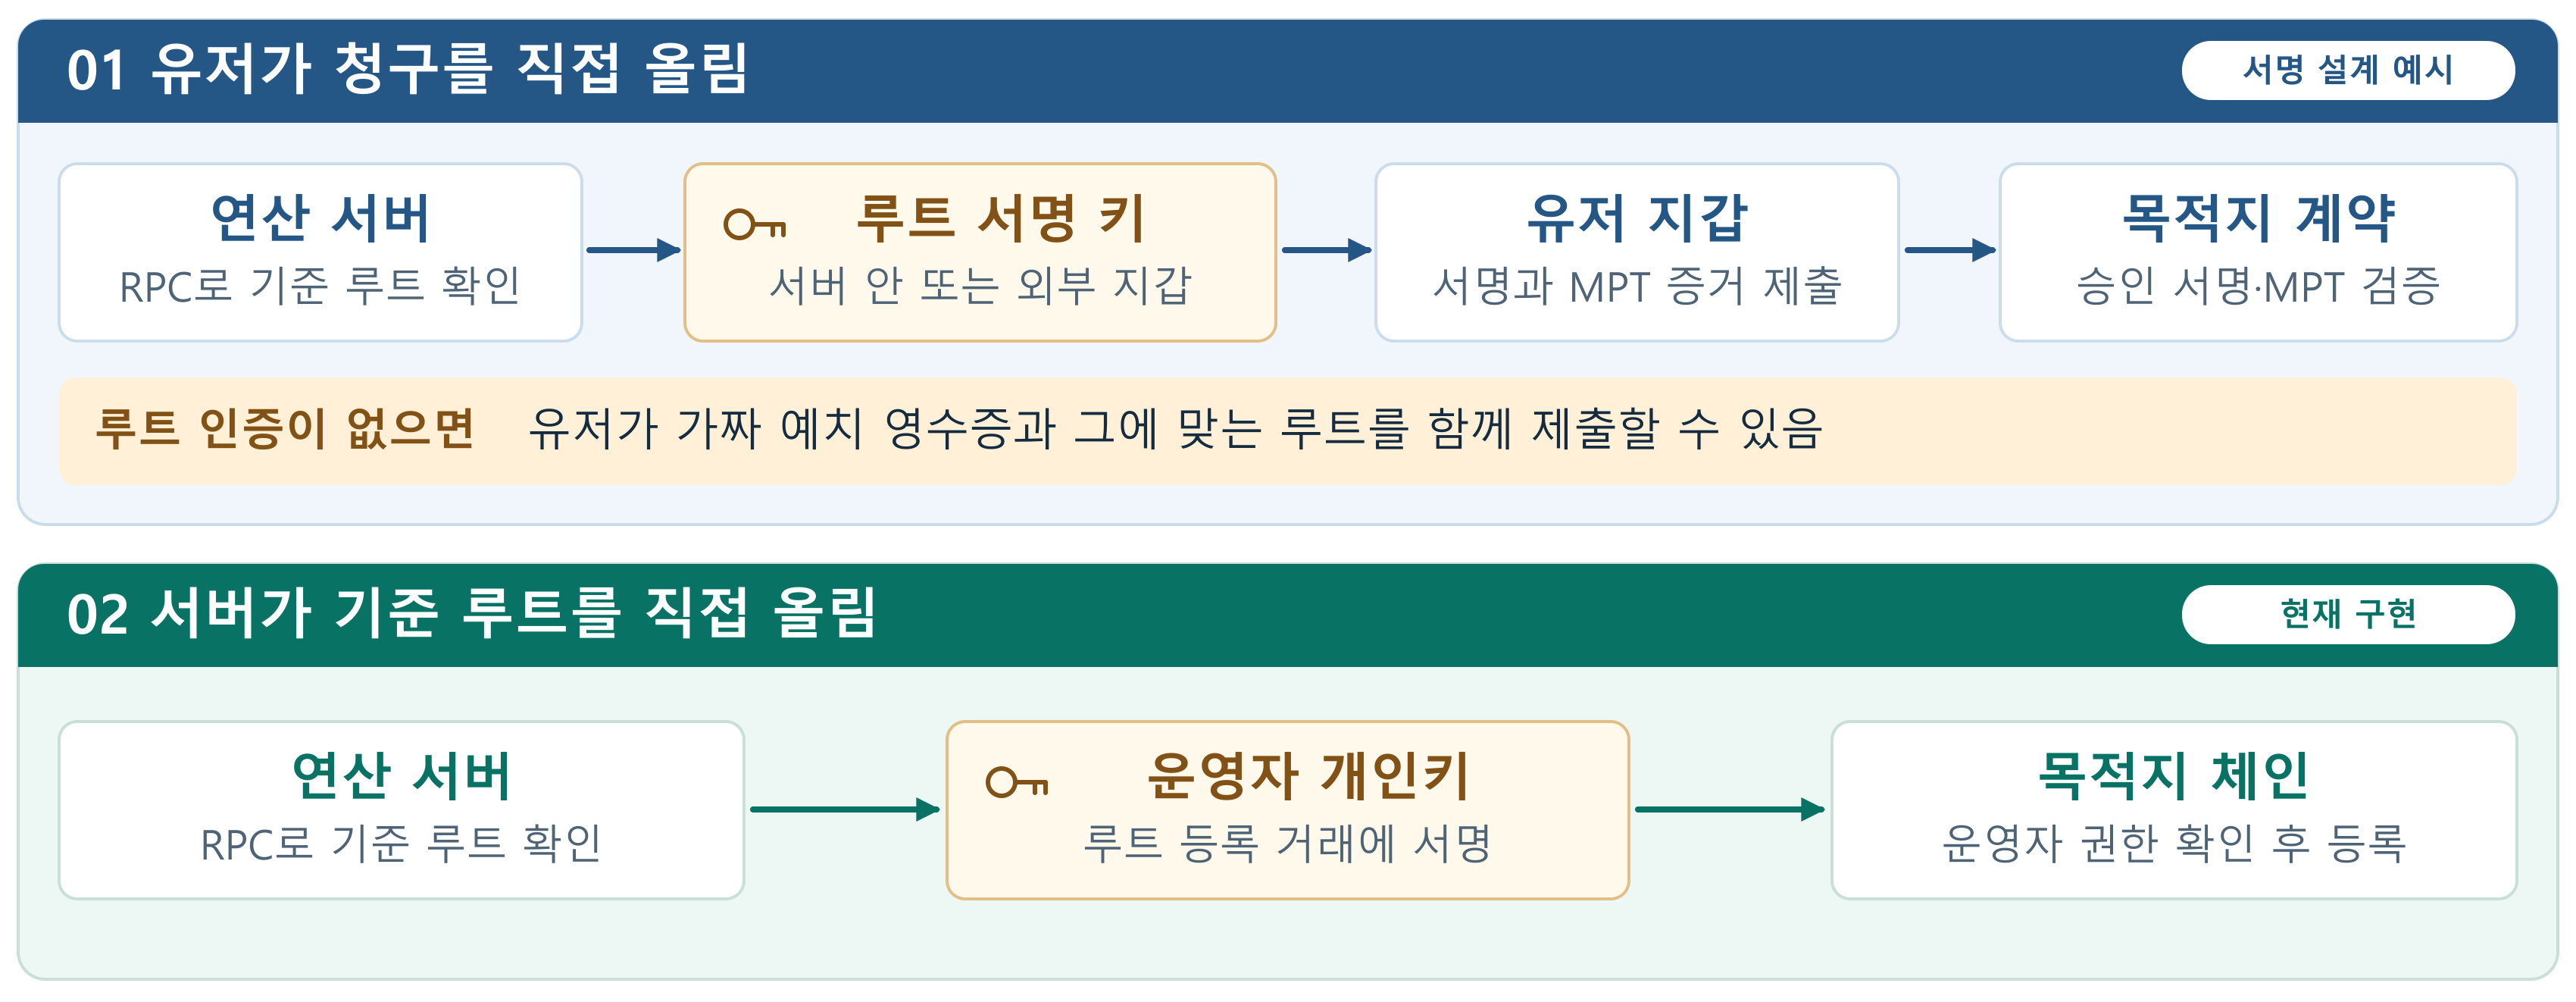 01 유저가 청구를 직접 올림
서명 설계 예시
연산 서버
RPC로 기준 루트 확인
루트 서명 키
서버 안 또는 외부 지갑
유저 지갑
서명과 MPT 증거 제출
목적지 계약
승인 서명·MPT 검증
루트 인증이 없으면 유저가 가짜 예치 영수증과 그에 맞는 루트를 함께 제출할 수 있음
02 서버가 기준 루트를 직접 올림
현재 구현
연산 서버
RPC로 기준 루트 확인
운영자 개인키
루트 등록 거래에 서명
목적지 체인
운영자 권한 확인 후 등록